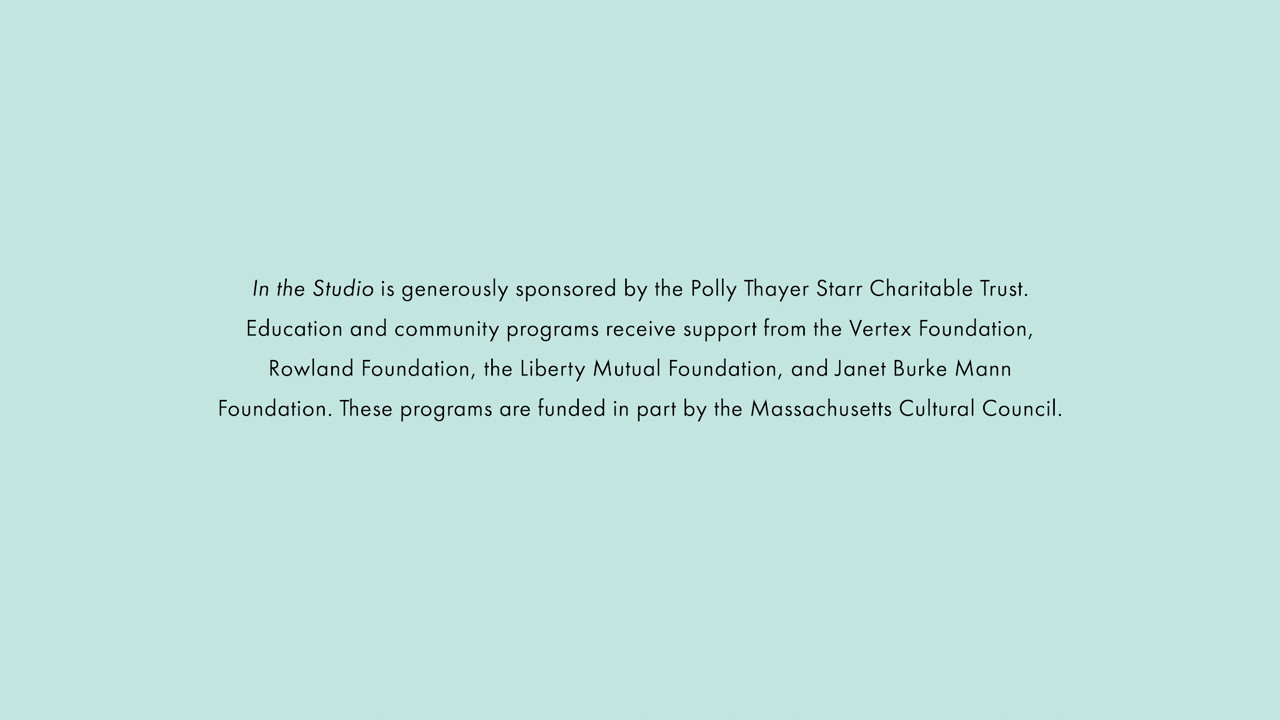 In the Studio is generously sponsored by the Polly Thayer Starr Charitable Trust.
Education and community programs receive support from the Vertex Foundation,
Rowland Foundation, the Liberty Mutual Foundation, and Janet Burke Mann
Foundation. These programs are funded in part by the Massachusetts Cultural Council.